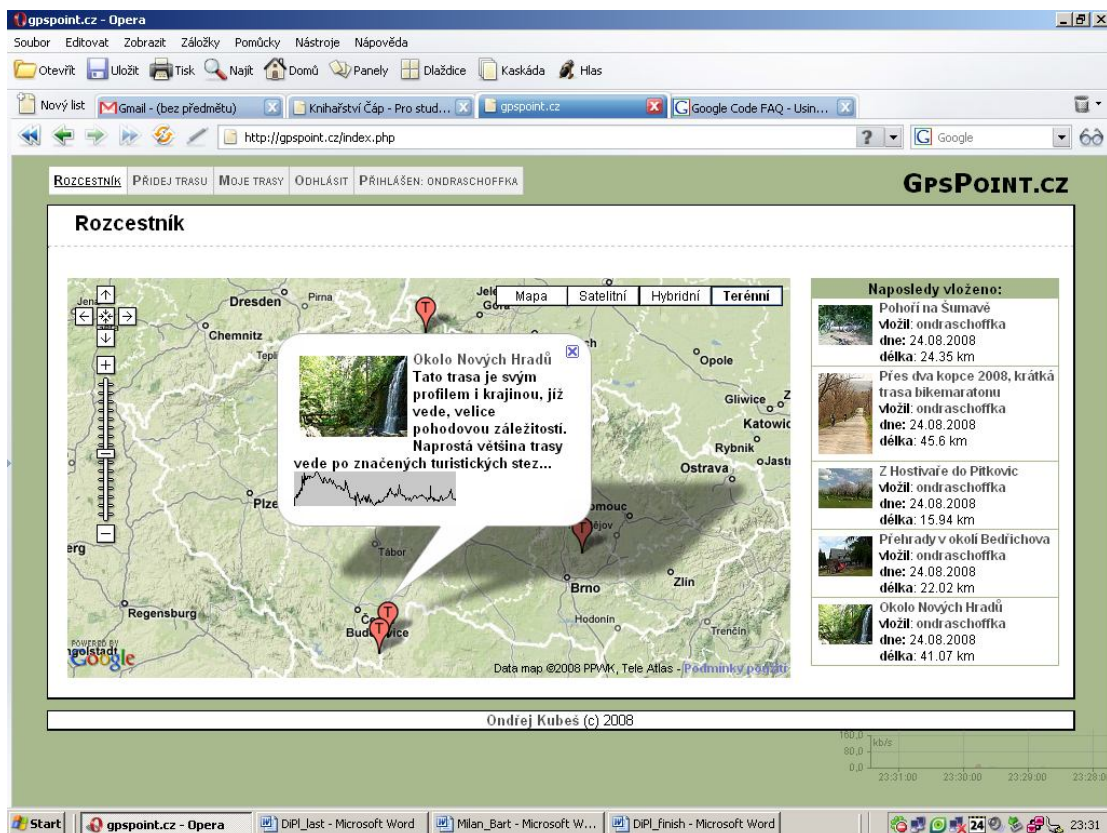 gpspoint.cz - Opera
Soubor Editovat Zobrazit Záložky Pomůcky Nástroje Nápověda
Otevřít Uložit Tisk Najít Domů Panely Dlaždice Kaskáda Hlas
Nový list Gmail - (bez předmětu) Knihařství Čáp - Pro stud... gpspoint.cz Google Code FAQ - Usin...
http://gpspoint.cz/index.php ? Google
Rozcestník Přidej trasu Moje trasy Odhlásit Přihlášen: ondraschoffka
GpsPoint.cz
Rozcestník
Mapa Satelitní Hybridní Terénní
Jena
Dresden
Pirna
Chemnitz
Opole
Gliwice
Rybnik
Ostrava
Tábor
Brno
Zlín
Regensburg
Hodonín
Trenčín
Okolo Nových Hradů
Tato trasa je svým
profilem i krajinou, jíž
vede, velice
pohodovou záležitostí.
Naprostá většina trasy
vede po značených turistických stez...
T
T
T
T
POWERED BY
Google
Data map ©2008 PPWK, Tele Atlas - Podmínky použití
Naposledy vloženo:
Pohoří na Šumavě
vložil: ondraschoffka
dne: 24.08.2008
délka: 24.35 km
Přes dva kopce 2008, krátká
trasa bikemaratonu
vložil: ondraschoffka
dne: 24.08.2008
délka: 45.6 km
Z Hostivaře do Pitkovic
vložil: ondraschoffka
dne: 24.08.2008
délka: 15.94 km
Přehrady v okolí Bedřichova
vložil: ondraschoffka
dne: 24.08.2008
délka: 22.02 km
Okolo Nových Hradů
vložil: ondraschoffka
dne: 24.08.2008
délka: 41.07 km
Ondřej Kubeš (c) 2008
160,0
kb/s
80,0
0,0
23:31:00 23:30:00 23:29:00
Start gpspoint.cz - Opera DiPl_last - Microsoft Word Milan_Bart - Microsoft W... DiPl_finish - Microsoft Word 24 23:31